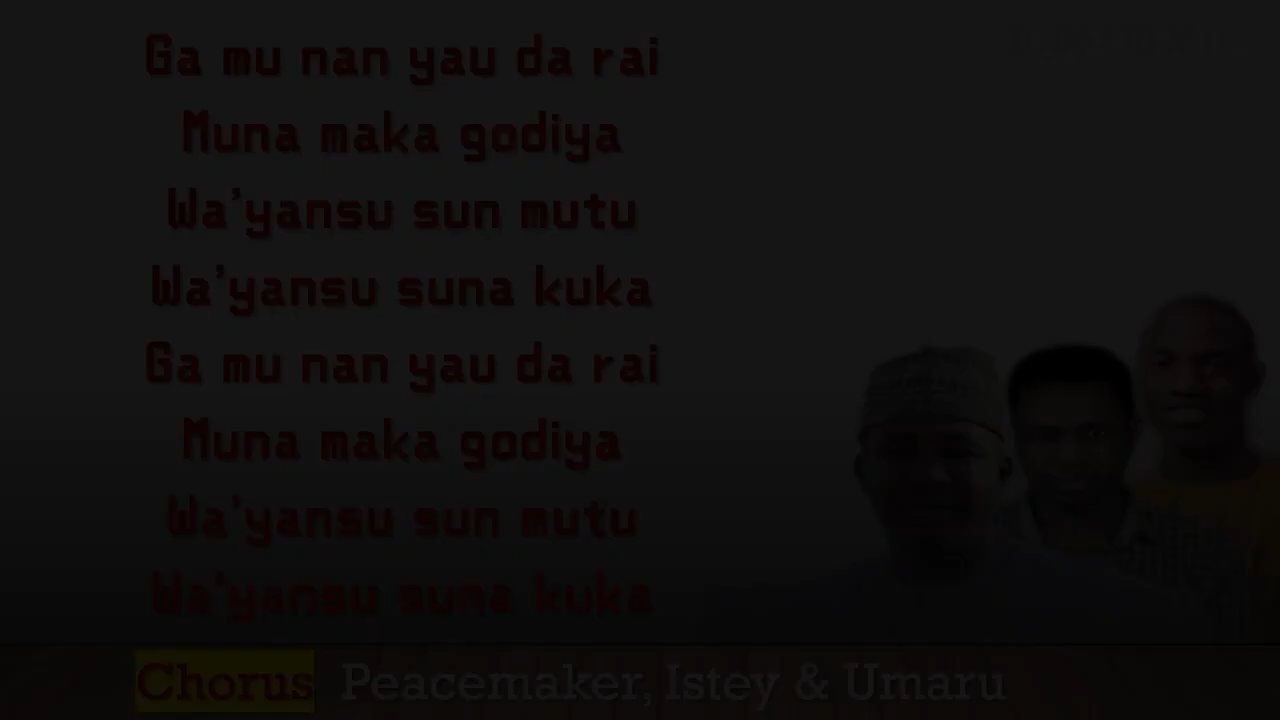 Ga mu nan yau da rai
Muna maka godiya
Wa'yansu sun mutu
Wa'yansu suna kuka
Ga mu nan yau da rai
Muna maka godiya
Wa'yansu sun mutu
Wa'yansu suna kuka
Chorus Peacemaker, Istey & Umaru